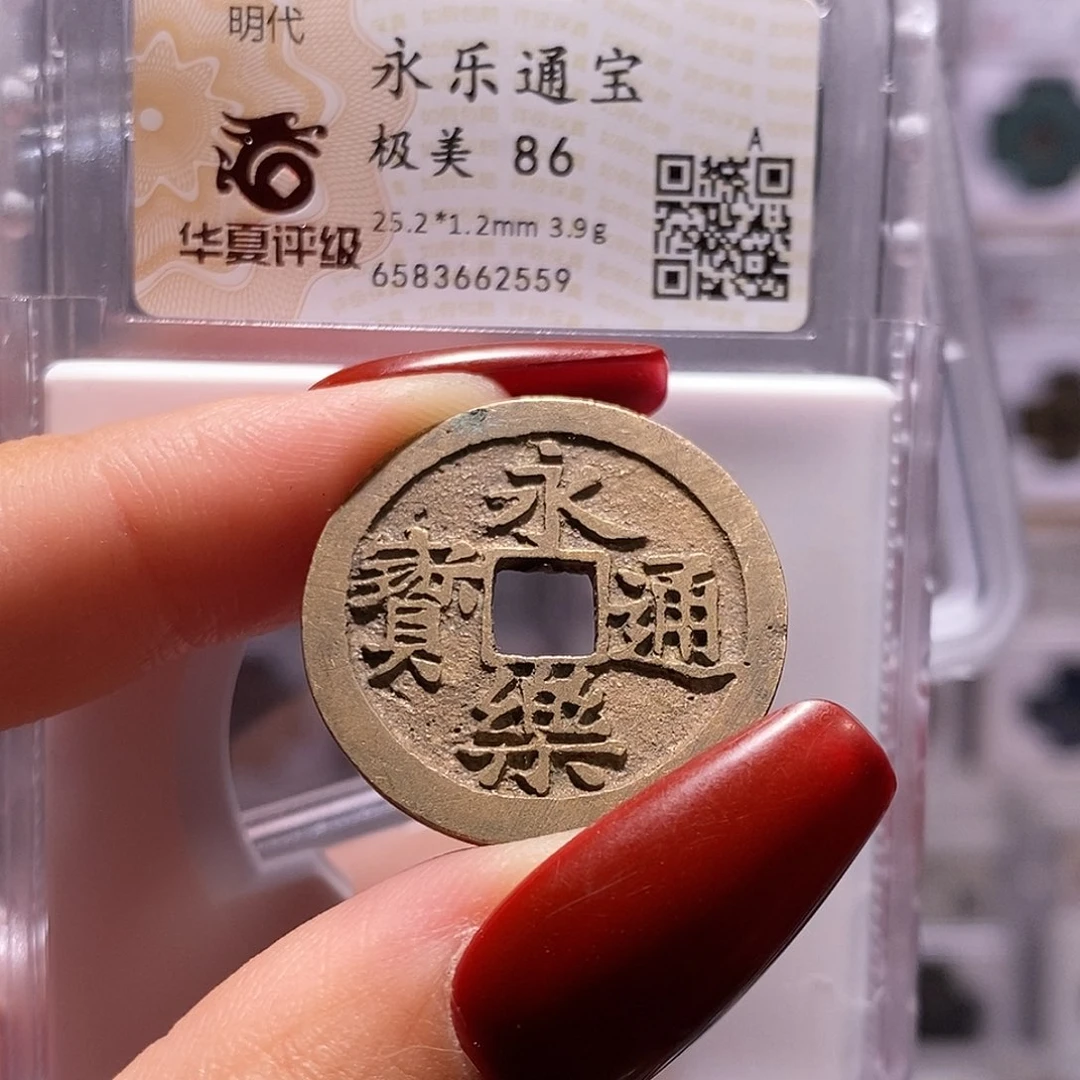 明代
永乐通宝
极美 86
华夏评级
25.2*1.2mm 3.9g
6583662559
A
永樂通寶